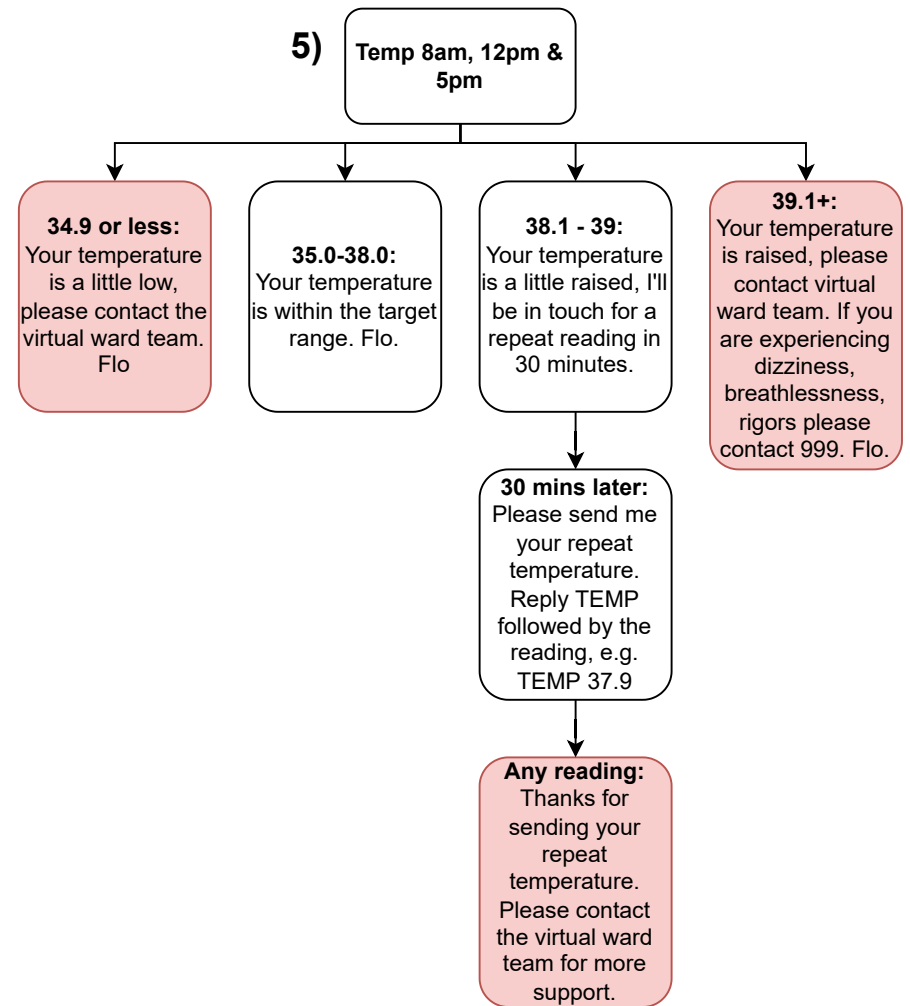 5)
Temp 8am, 12pm &
5pm
34.9 or less:
Your temperature
is a little low,
please contact the
virtual ward team.
Flo
35.0-38.0:
Your temperature
is within the target
range. Flo.
38.1 - 39:
Your temperature
is a little raised, I'll
be in touch for a
repeat reading in
30 minutes.
39.1+:
Your temperature
is raised, please
contact virtual
ward team. If you
are experiencing
dizziness,
breathlessness,
rigors please
contact 999. Flo.
30 mins later:
Please send me
your repeat
temperature.
Reply TEMP
followed by the
reading, e.g.
TEMP 37.9
Any reading:
Thanks for
sending your
repeat
temperature.
Please contact
the virtual ward
team for more
support.